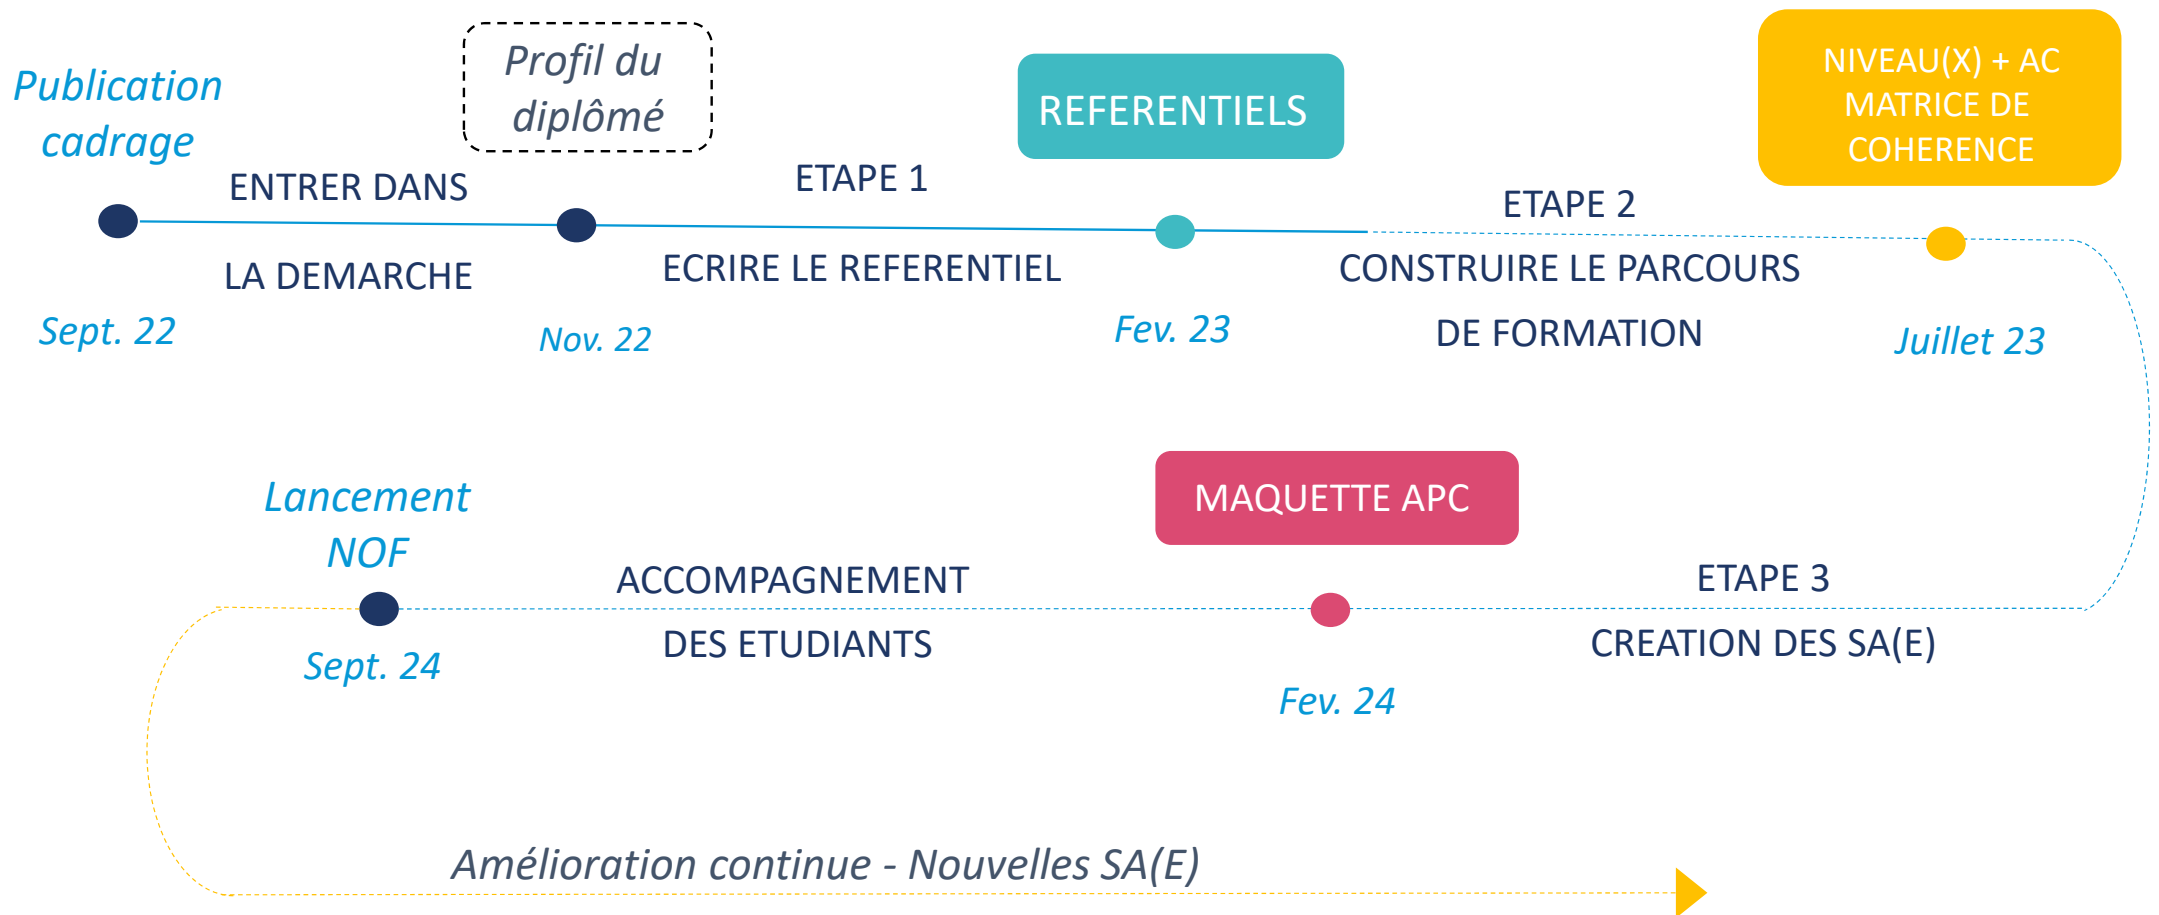 Publication
cadrage
Profil du
diplômé
RÉFERENTIELS
NIVEAU(X) + AC
MATRICE DE
COHERENCE
ENTRER DANS
LA DEMARCHE
ETAPE 1
ECRIRE LE RÉFERENTIEL
ETAPE 2
CONSTRUIRE LE PARCOURS
DE FORMATION
Sept. 22
Nov. 22
Fev. 23
Juillet 23
Lancement
NOF
ACCOMPAGNEMENT
DES ETUDIANTS
MAQUETTE APC
ETAPE 3
CREATION DES SA(E)
Sept. 24
Fev. 24
Amélioration continue - Nouvelles SA(E)